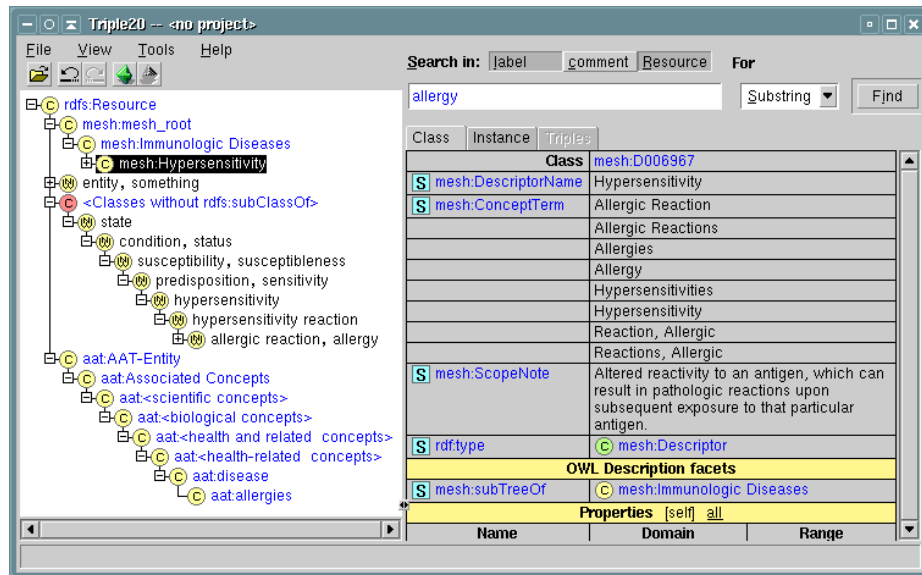 Triple20 -- <no project>
File View Tools Help
Search in: label comment Resource For
allergy Substring Find
rdfs:Resource
mesh:mesh_root
mesh:Immunologic Diseases
mesh:Hypersensitivity
entity, something
<Classes without rdfs:subClassOf>
state
condition, status
susceptibility, susceptibleness
predisposition, sensitivity
hypersensitivity
hypersensitivity reaction
allergic reaction, allergy
aat:AAT-Entity
aat:Associated Concepts
aat:<scientific concepts>
aat:<biological concepts>
aat:<health and related concepts>
aat:<health-related concepts>
aat:disease
aat:allergies
Class Instance Triples
Class mesh:D006967
S mesh:DescriptorName Hypersensitivity
S mesh:ConceptTerm Allergic Reaction
Allergic Reactions
Allergies
Allergy
Hypersensitivities
Hypersensitivity
Reaction, Allergic
Reactions, Allergic
S mesh:ScopeNote Altered reactivity to an antigen, which can
result in pathologic reactions upon
subsequent exposure to that particular
antigen.
S rdf:type C mesh:Descriptor
OWL Description facets
S mesh:subTreeOf C mesh:Immunologic Diseases
Properties [self] all
Name Domain Range